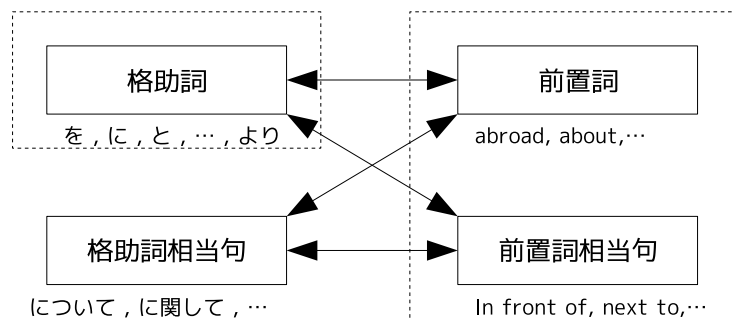 格助詞
前置詞
を , に , と , … , より
abroad, about,…
格助詞相当句
前置詞相当句
について , に関して , …
In front of, next to,…